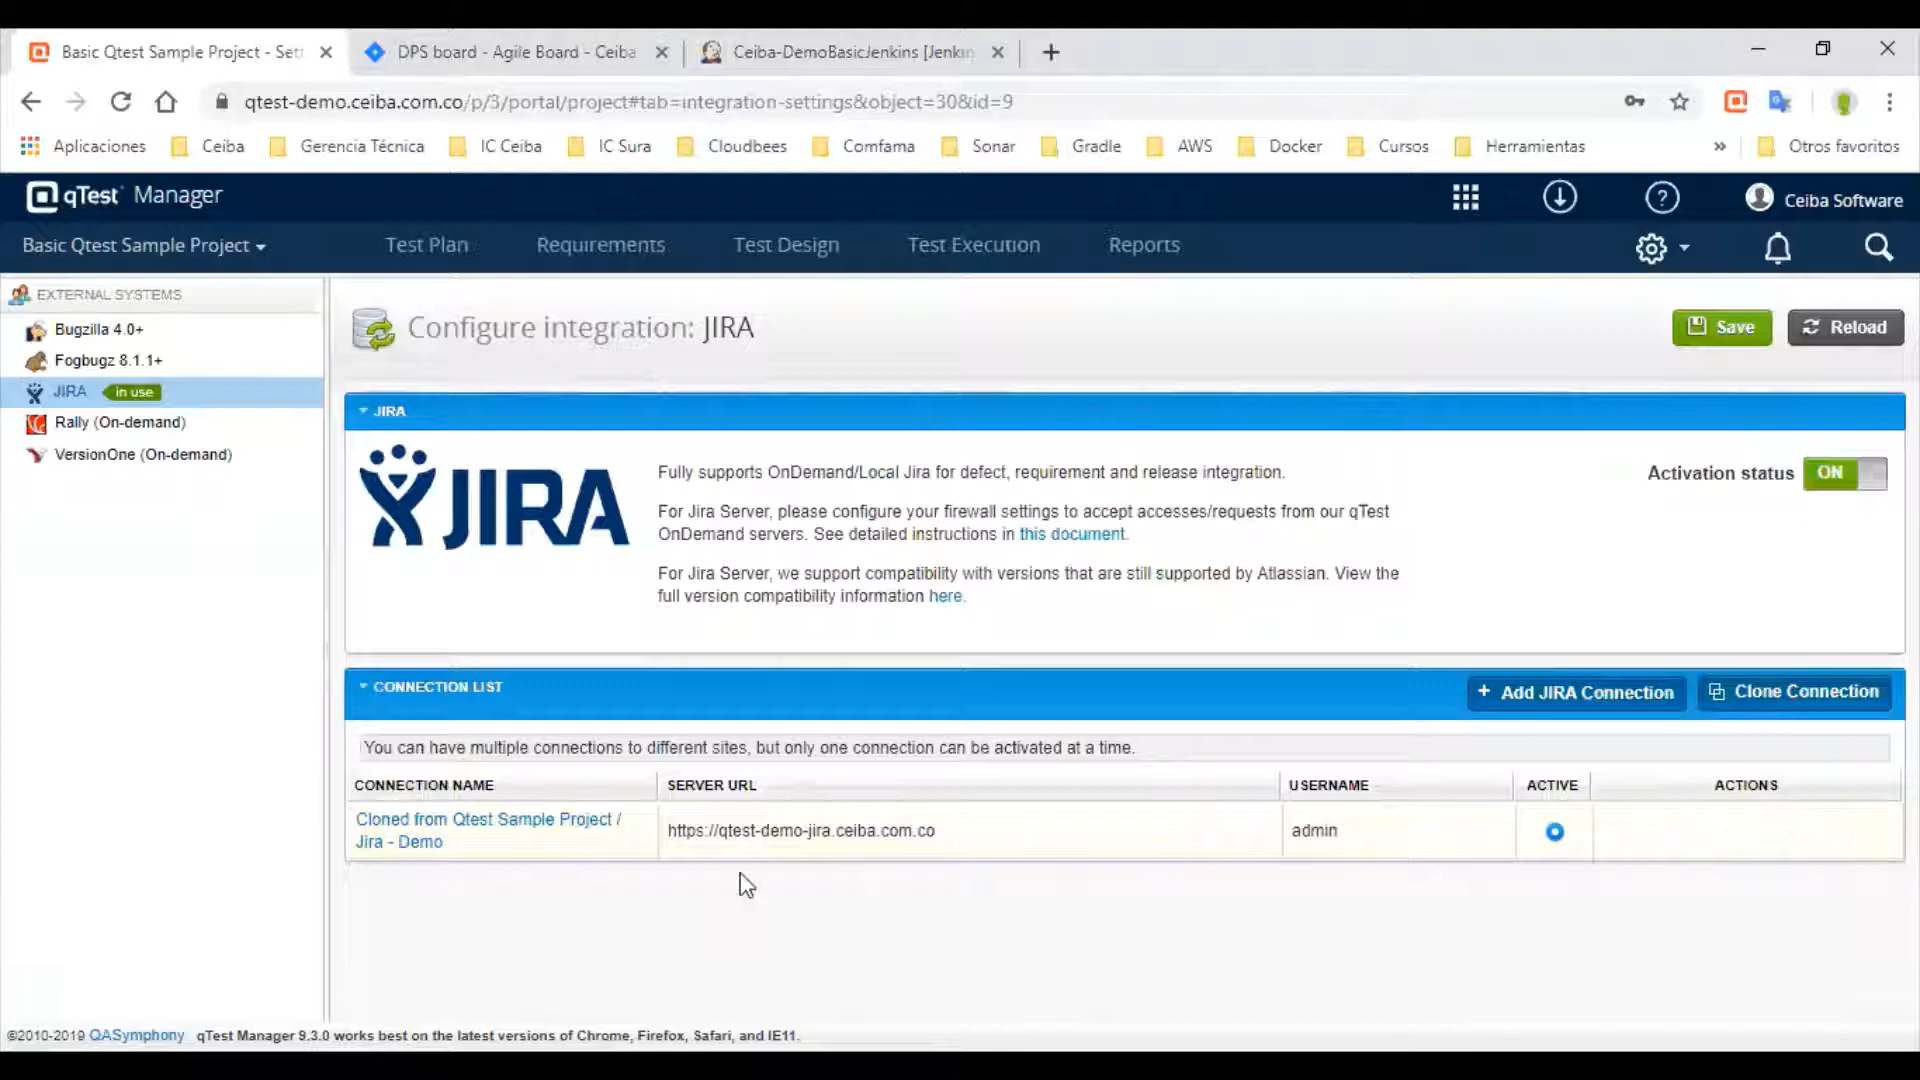 Basic Qtest Sample Project - Sett
DPS board - Agile Board - Ceiba
Ceiba-DemoBasicJenkins [Jenkin
qtest-demo.ceiba.com.co/p/3/portal/project#tab=integration-settings&object=30&id=9
Aplicaciones Ceiba Gerencia Técnica IC Ceiba IC Sura Cloudbees Comfama Sonar Gradle AWS Docker Cursos Herramientas » Otros favoritos
qTest Manager
Ceiba Software
Basic Qtest Sample Project Test Plan Requirements Test Design Test Execution Reports
EXTERNAL SYSTEMS
Bugzilla 4.0+
Fogbugz 8.1.1+
JIRA in use
Rally (On-demand)
VersionOne (On-demand)
Configure integration: JIRA
Save
Reload
JIRA
JIRA
Fully supports OnDemand/Local Jira for defect, requirement and release integration.
For Jira Server, please configure your firewall settings to accept accesses/requests from our qTest
OnDemand servers. See detailed instructions in this document.
For Jira Server, we support compatibility with versions that are still supported by Atlassian. View the
full version compatibility information here.
Activation status ON
CONNECTION LIST
+ Add JIRA Connection
Clone Connection
You can have multiple connections to different sites, but only one connection can be activated at a time.
CONNECTION NAME SERVER URL USERNAME ACTIVE ACTIONS
Cloned from Qtest Sample Project /
Jira - Demo
https://qtest-demo-jira.ceiba.com.co
admin
©2010-2019 QASymphony qTest Manager 9.3.0 works best on the latest versions of Chrome, Firefox, Safari, and IE11.